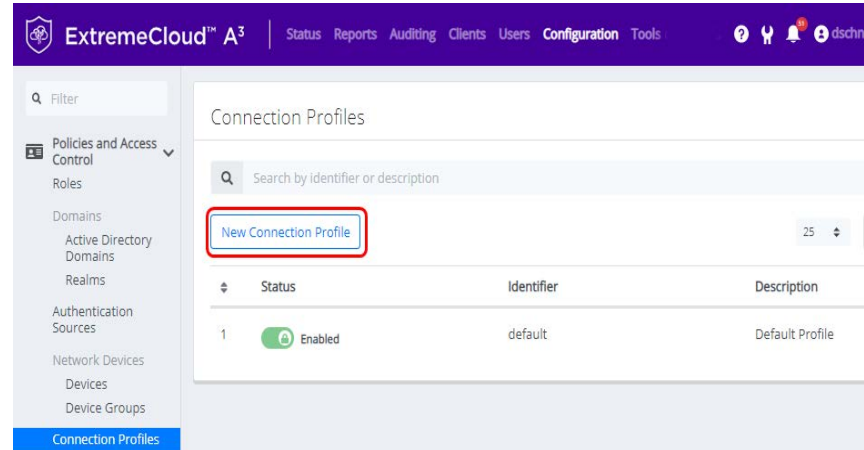 ExtremeCloud™ A³ Status Reports Auditing Clients Users Configuration Tools 51 dschn
Filter
Policies and Access
Control
Roles
Domains
Active Directory
Domains
Realms
Authentication
Sources
Network Devices
Devices
Device Groups
Connection Profiles
Connection Profiles
Search by identifier or description
New Connection Profile 25
Status Identifier Description
1 Enabled default Default Profile